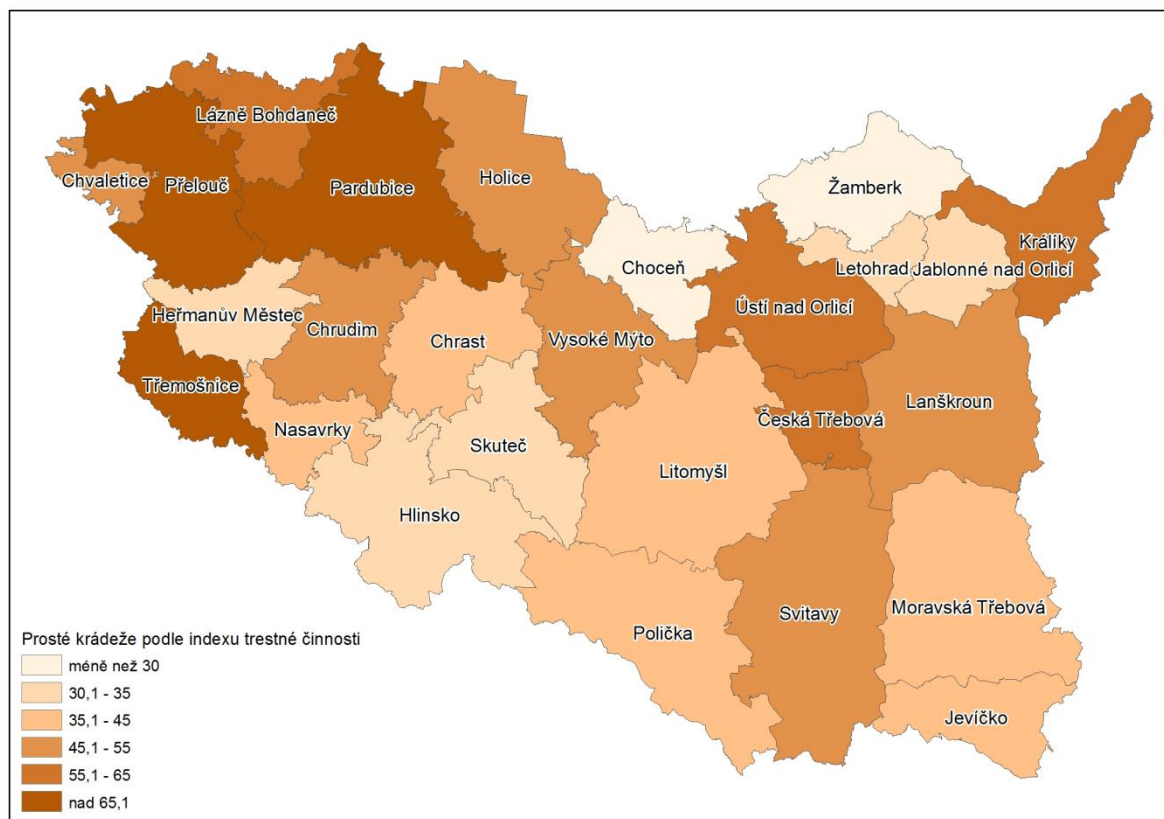 Lázně Bohdaneč
Chvaletice
Přelouč
Pardubice
Holice
Žamberk
Choceň
Letohrad
Jablonné nad Orlicí
Králíky
Heřmanův Městec
Chrudim
Chrast
Vysoké Mýto
Ústí nad Orlicí
Třemošnice
Nasavrky
Skuteč
Česká Třebová
Lanškroun
Litomyšl
Hlinsko
Polička
Svitavy
Moravská Třebová
Jevíčko
Prosté krádeže podle indexu trestné činnosti
méně než 30
30,1 - 35
35,1 - 45
45,1 - 55
55,1 - 65
nad 65,1